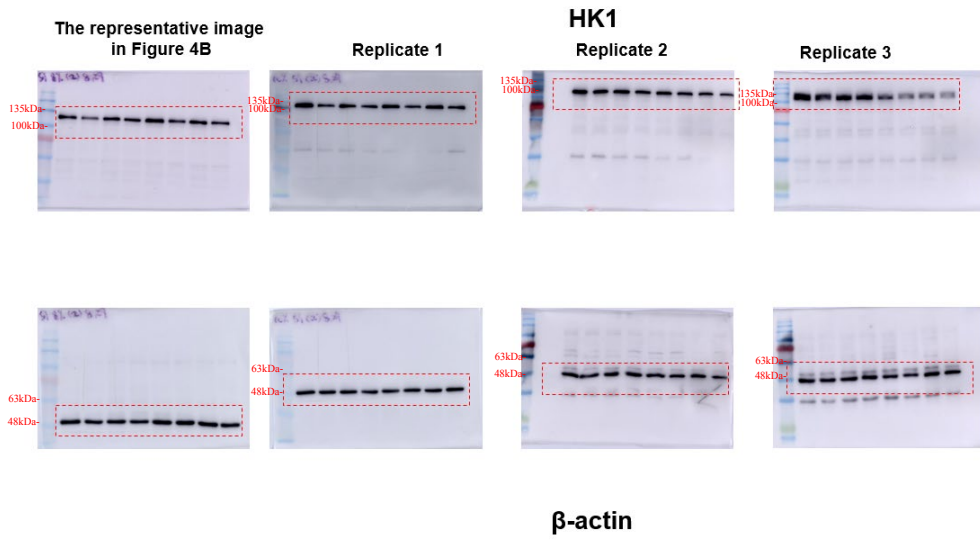 HK1
The representative image
in Figure 4B
Replicate 1
Replicate 2
Replicate 3
135kDa-
100kDa-
135kDa-
100kDa-
135kDa-
100kDa-
135kDa-
100kDa-
63kDa-
48kDa-
63kDa-
48kDa-
63kDa-
48kDa-
63kDa-
48kDa-
β-actin